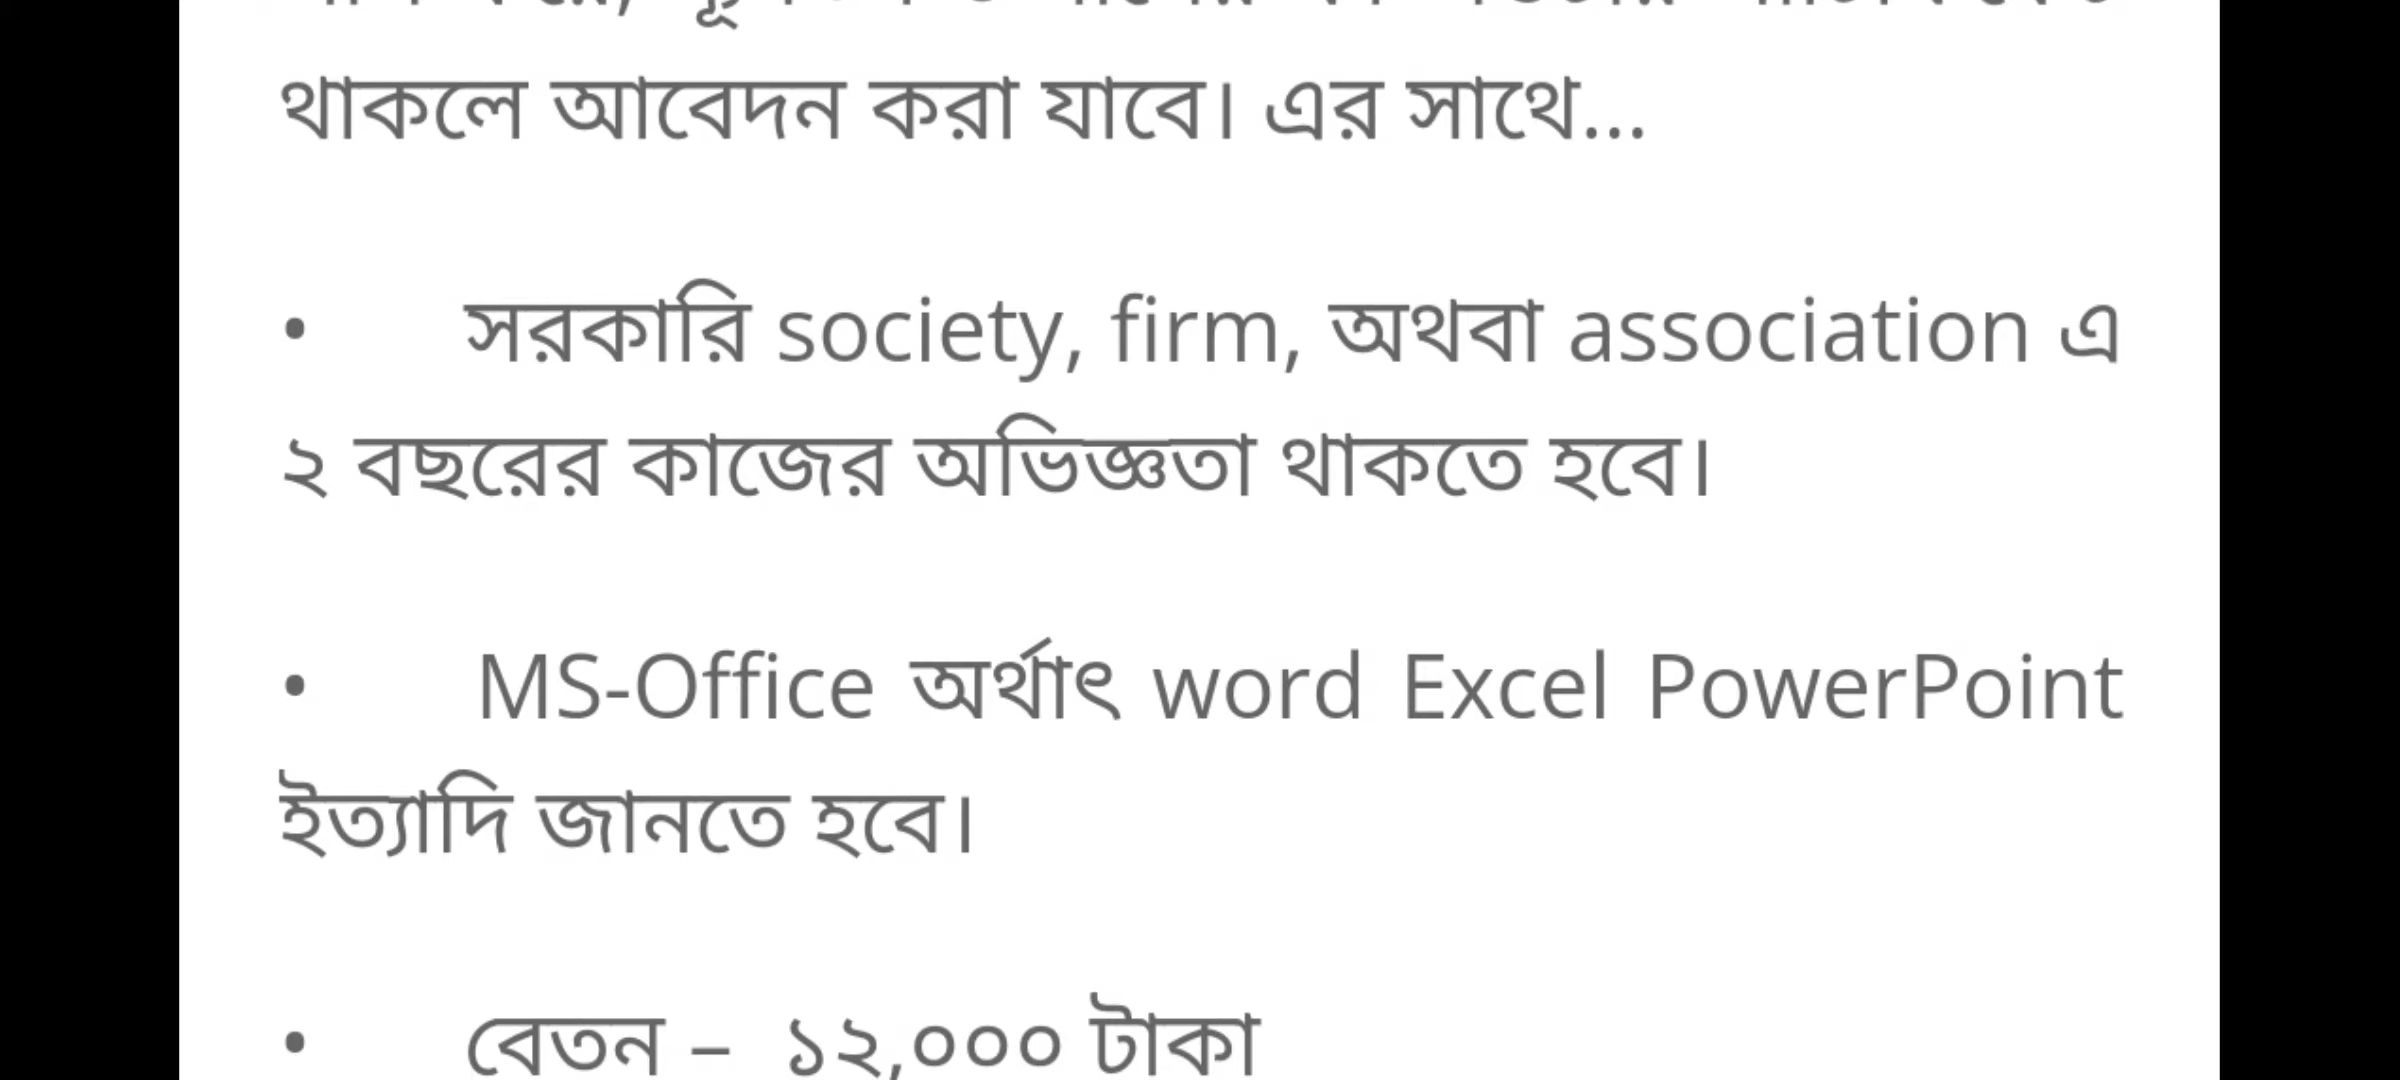 থাকলে আবেদন করা যাবে। এর সাথে...
• সরকারি society, firm, অথবা association এ
২ বছরের কাজের অভিজ্ঞতা থাকতে হবে।
• MS-Office অর্থাৎ word Excel PowerPoint
ইত্যাদি জানতে হবে।
• বেতন – ১২,০০০ টাকা